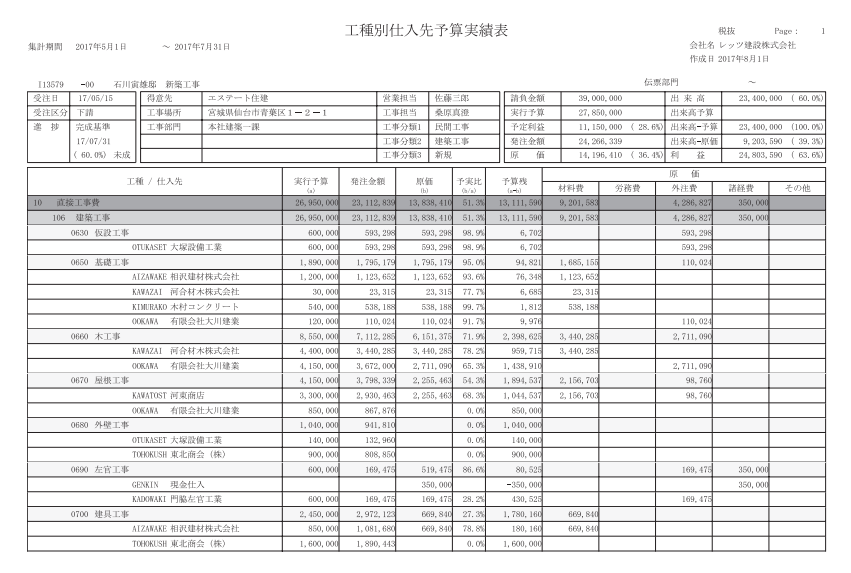 工種別仕入先予算実績表
税抜 Page : 1
集計期間 2017年5月1日 ～ 2017年7月31日
会社名 レッツ建設株式会社
作成日 2017年8月1日
I13579 -00 石川寅雄邸 新築工事 伝票部門 ～
受注日 17/05/15 得意先 エステート住建 営業担当 佐藤三郎 請負金額 39,000,000 出 来 高 23,400,000 ( 60.0%)
受注区分 下請 工事場所 宮城県仙台市青葉区１－２－１ 工事担当 桑原真澄 実行予算 27,850,000 出来高予算
進 捗 完成基準 工事部門 本社建築一課 工事分類1 民間工事 予定利益 11,150,000 ( 28.6%) 出来高-予算 23,400,000 (100.0%)
17/07/31 工事分類2 建築工事 発注金額 24,266,339 出来高-原価 9,203,590 ( 39.3%)
( 60.0%) 未成 工事分類3 新規 原 価 14,196,410 ( 36.4%) 利 益 24,803,590 ( 63.6%)
工種 / 仕入先 実行予算 (a) 発注金額 原価 (b) 予実比 (b/a) 予算残 (a-b) 原 価
材料費 労務費 外注費 諸経費 その他
10 直接工事費 26,950,000 23,112,839 13,838,410 51.3% 13,111,590 9,201,583 4,286,827 350,000
106 建築工事 26,950,000 23,112,839 13,838,410 51.3% 13,111,590 9,201,583 4,286,827 350,000
0630 仮設工事 600,000 593,298 593,298 98.9% 6,702 593,298
OTUKASET 大塚設備工業 600,000 593,298 593,298 98.9% 6,702 593,298
0650 基礎工事 1,890,000 1,795,179 1,795,179 95.0% 94,821 1,685,155 110,024
AIZAWAKE 相沢建材株式会社 1,200,000 1,123,652 1,123,652 93.6% 76,348 1,123,652
KAWAZAI 河合材木株式会社 30,000 23,315 23,315 77.7% 6,685 23,315
KIMURAKO 木村コンクリート 540,000 538,188 538,188 99.7% 1,812 538,188
OOKAWA 有限会社大川建業 120,000 110,024 110,024 91.7% 9,976 110,024
0660 木工事 8,550,000 7,112,285 6,151,375 71.9% 2,398,625 3,440,285 2,711,090
KAWAZAI 河合材木株式会社 4,400,000 3,440,285 3,440,285 78.2% 959,715 3,440,285
OOKAWA 有限会社大川建業 4,150,000 3,672,000 2,711,090 65.3% 1,438,910 2,711,090
0670 屋根工事 4,150,000 3,798,339 2,255,463 54.3% 1,894,537 2,156,703 98,760
KAWATOST 河東商店 3,300,000 2,930,463 2,255,463 68.3% 1,044,537 2,156,703 98,760
OOKAWA 有限会社大川建業 850,000 867,876 0.0% 850,000
0680 外壁工事 1,040,000 941,810 0.0% 1,040,000
OTUKASET 大塚設備工業 140,000 132,960 0.0% 140,000
TOHOKUSH 東北商会（株） 900,000 808,850 0.0% 900,000
0690 左官工事 600,000 169,475 519,475 86.6% 80,525 169,475 350,000
GENKIN 現金仕入 350,000 -350,000 350,000
KADOWAKI 門脇左官工業 600,000 169,475 169,475 28.2% 430,525 169,475
0700 建具工事 2,450,000 2,972,123 669,840 27.3% 1,780,160 669,840
AIZAWAKE 相沢建材株式会社 850,000 1,081,680 669,840 78.8% 180,160 669,840
TOHOKUSH 東北商会（株） 1,600,000 1,890,443 0.0% 1,600,000